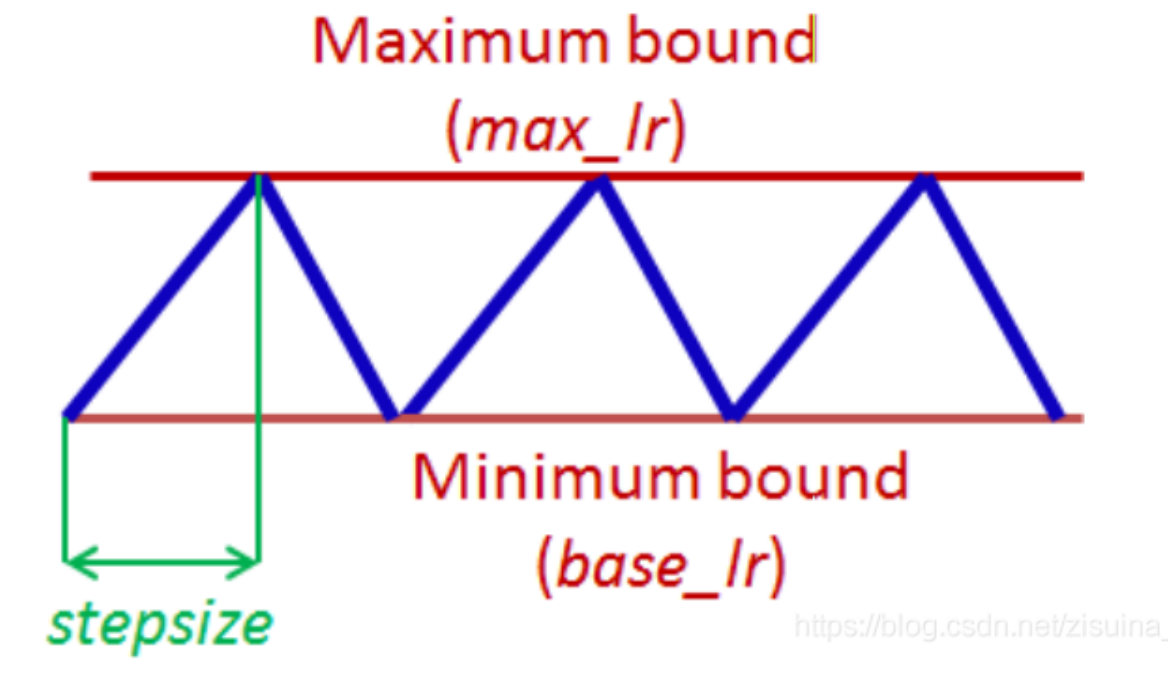 Maximum bound
(max_lr)
Minimum bound
(base_lr)
stepsize
https://blog.csdn.net/zisuina_